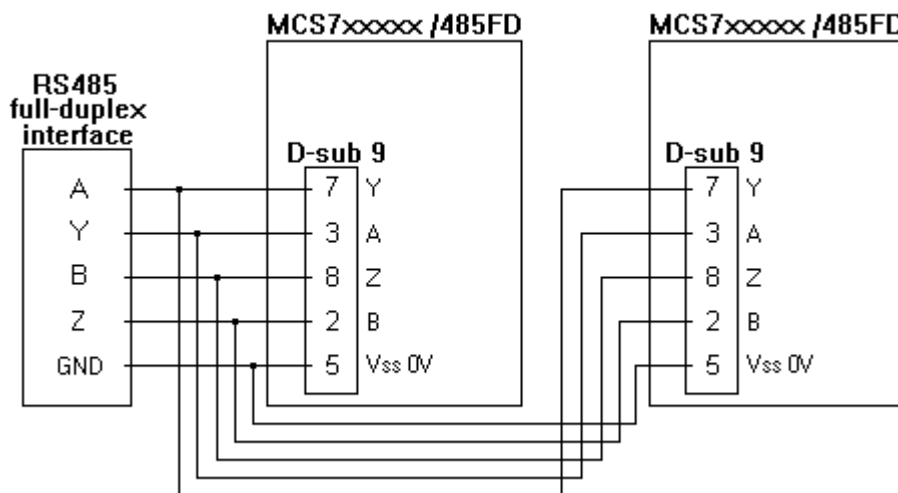 MCS7xxxxx /485FD
MCS7xxxxx /485FD
RS485
full-duplex
interface
D-sub 9
D-sub 9
A
7 Y
7 Y
Y
3 A
3 A
B
8 Z
8 Z
Z
2 B
2 B
GND
5 Vss 0V
5 Vss 0V